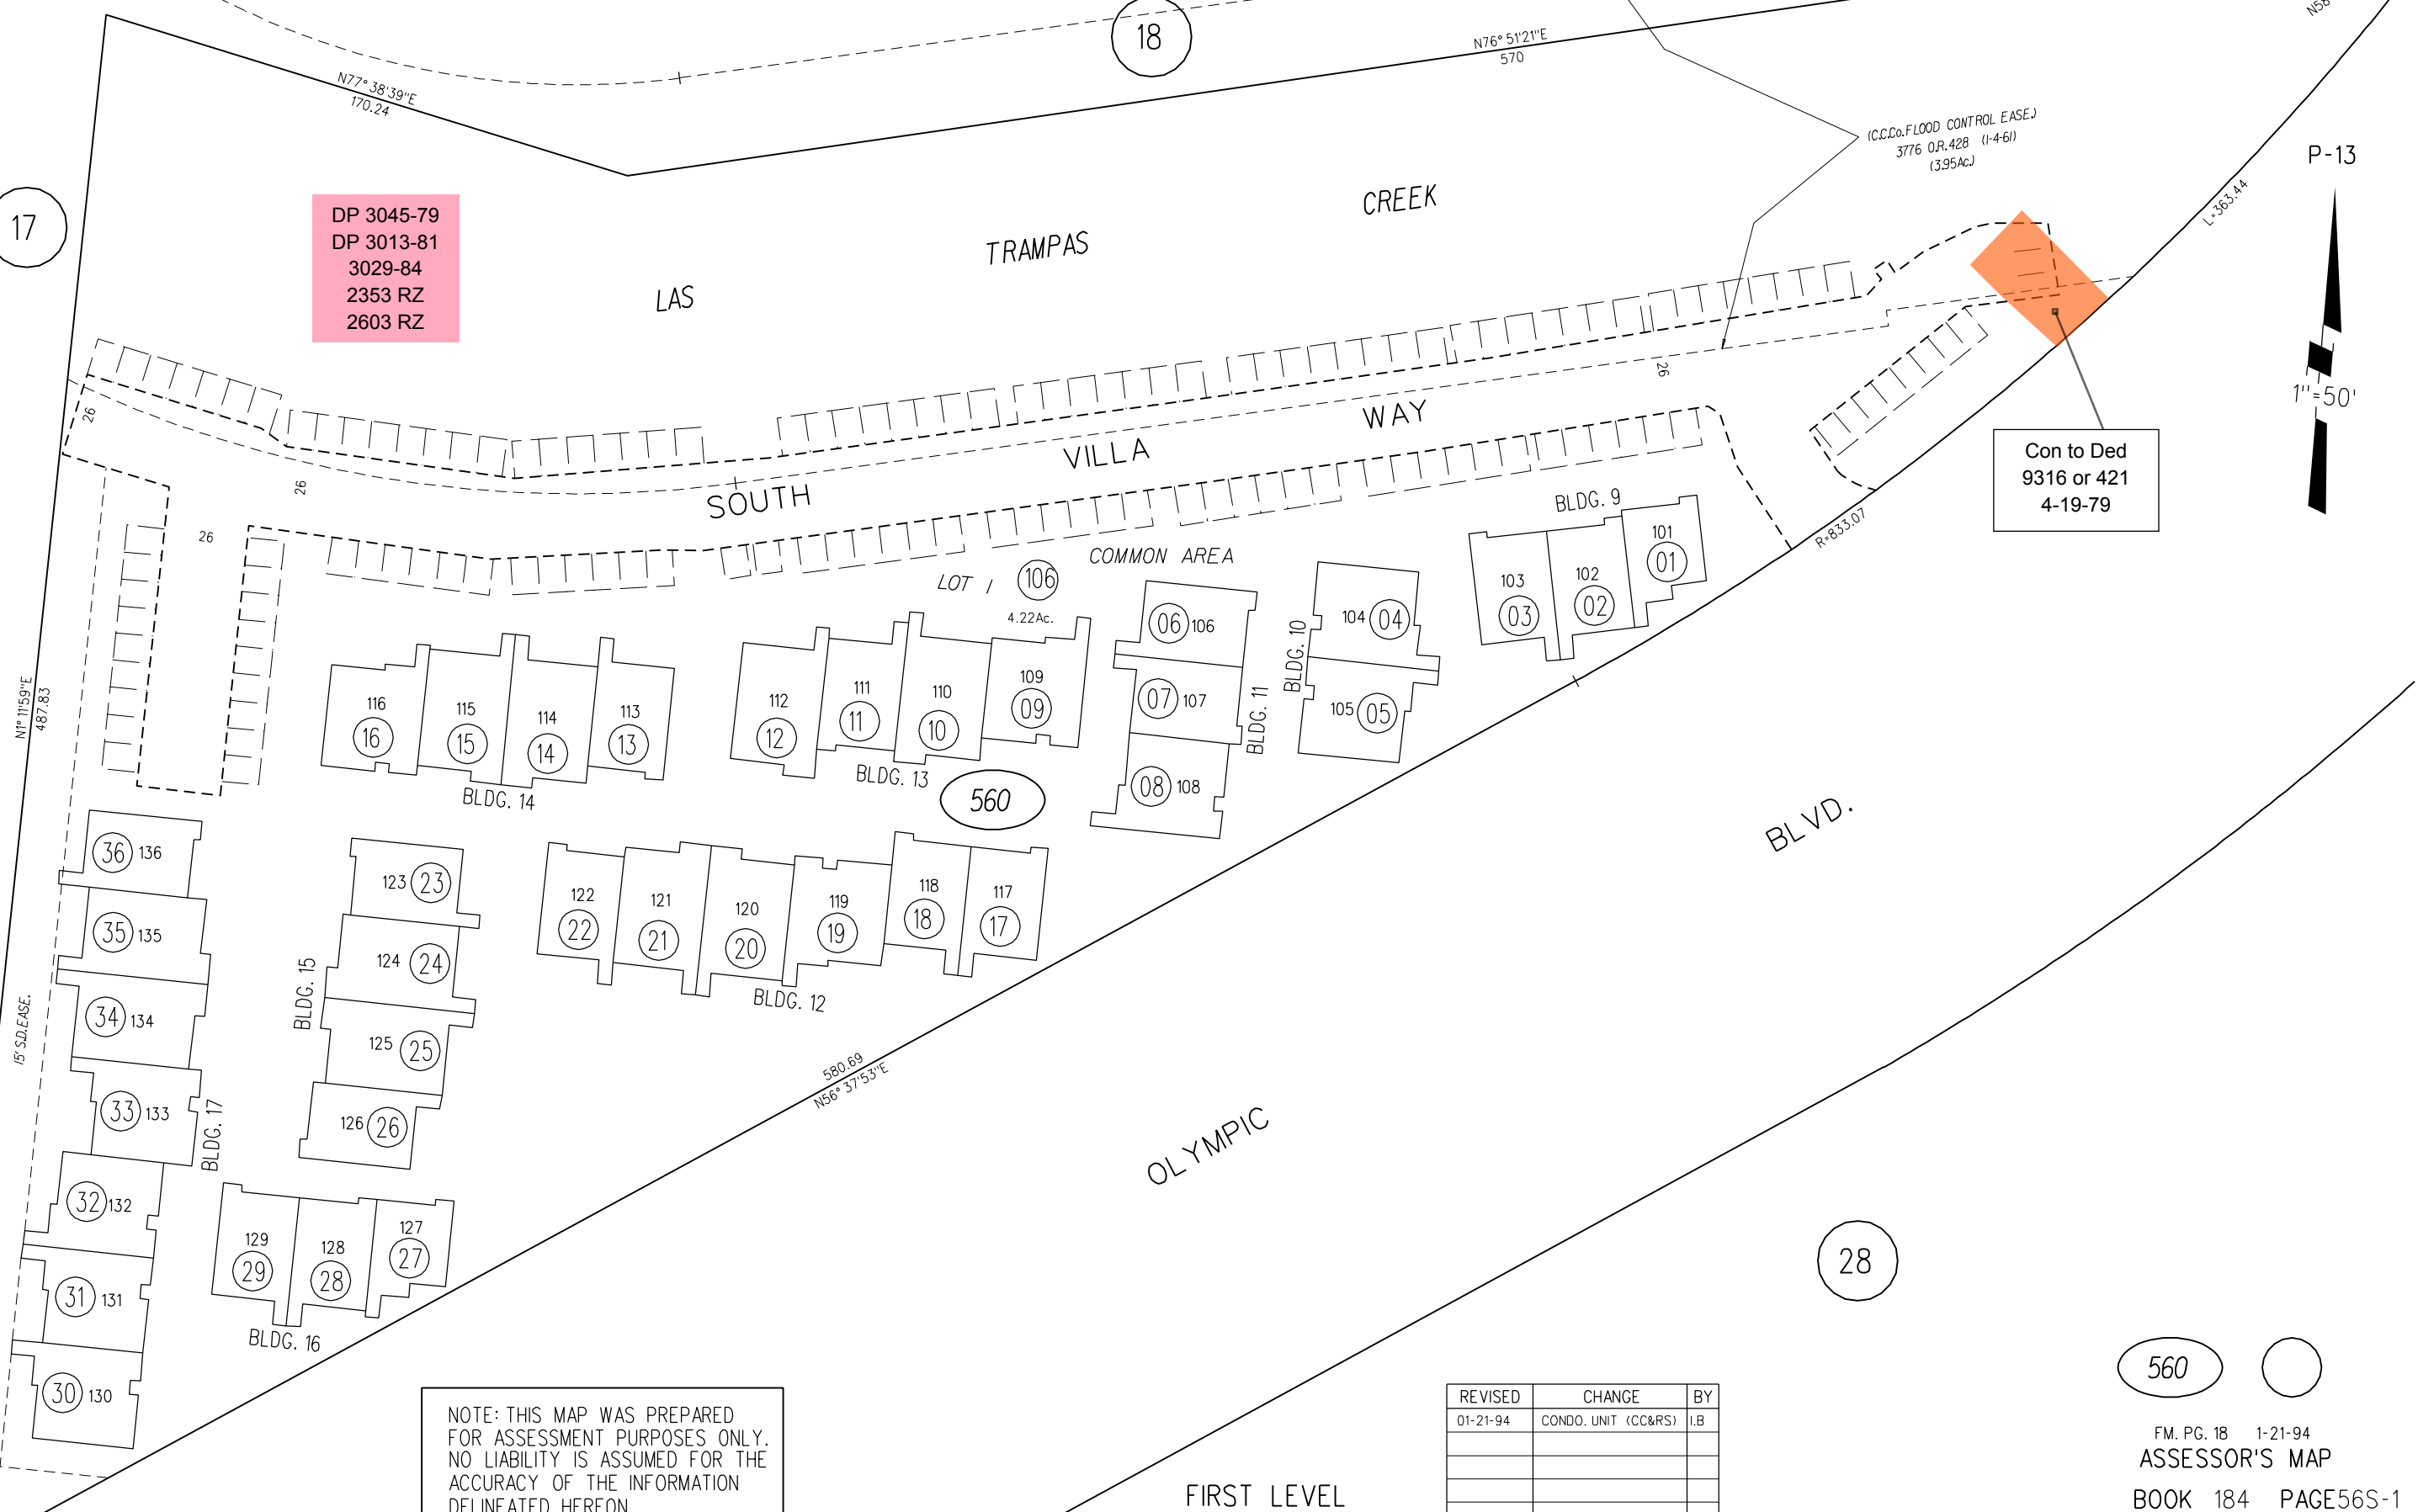 18
N76° 51'21"E
570
N58
N77° 38'39"E
170.24
(C.C.Co. FLOOD CONTROL EASE.)
3776 O.R. 428 (1-4-61)
(3.95Ac.)
P-13
17
DP 3045-79
DP 3013-81
3029-84
2353 RZ
2603 RZ
L=363.44
LAS TRAMPAS CREEK
1"=50'
26
26
26
26
SOUTH VILLA WAY
Con to Ded
9316 or 421
4-19-79
R=833.07
COMMON AREA
LOT 1 106
4.22Ac.
BLDG. 9
101 01
102 02
103 03
BLDG. 10
104 04
105 05
BLDG. 11
06 106
07 107
08 108
109 09
110 10
111 11
112 12
BLDG. 13
113 13
114 14
115 15
116 16
BLDG. 14
560
N1° 11'59"E
487.83
117 17
118 18
119 19
120 20
121 21
122 22
BLDG. 12
123 23
124 24
125 25
126 26
BLDG. 15
36 136
35 135
34 134
33 133
32 132
31 131
30 130
BLDG. 17
15' S.D.EASE.
127 27
128 28
129 29
BLDG. 16
580.69
N56° 37'53"E
OLYMPIC BLVD.
28
NOTE: THIS MAP WAS PREPARED
FOR ASSESSMENT PURPOSES ONLY.
NO LIABILITY IS ASSUMED FOR THE
ACCURACY OF THE INFORMATION
DELINEATED HEREON
FIRST LEVEL
REVISED CHANGE BY
01-21-94 CONDO. UNIT (CC&RS) I.B
560
FM. PG. 18 1-21-94
ASSESSOR'S MAP
BOOK 184 PAGE56S-1